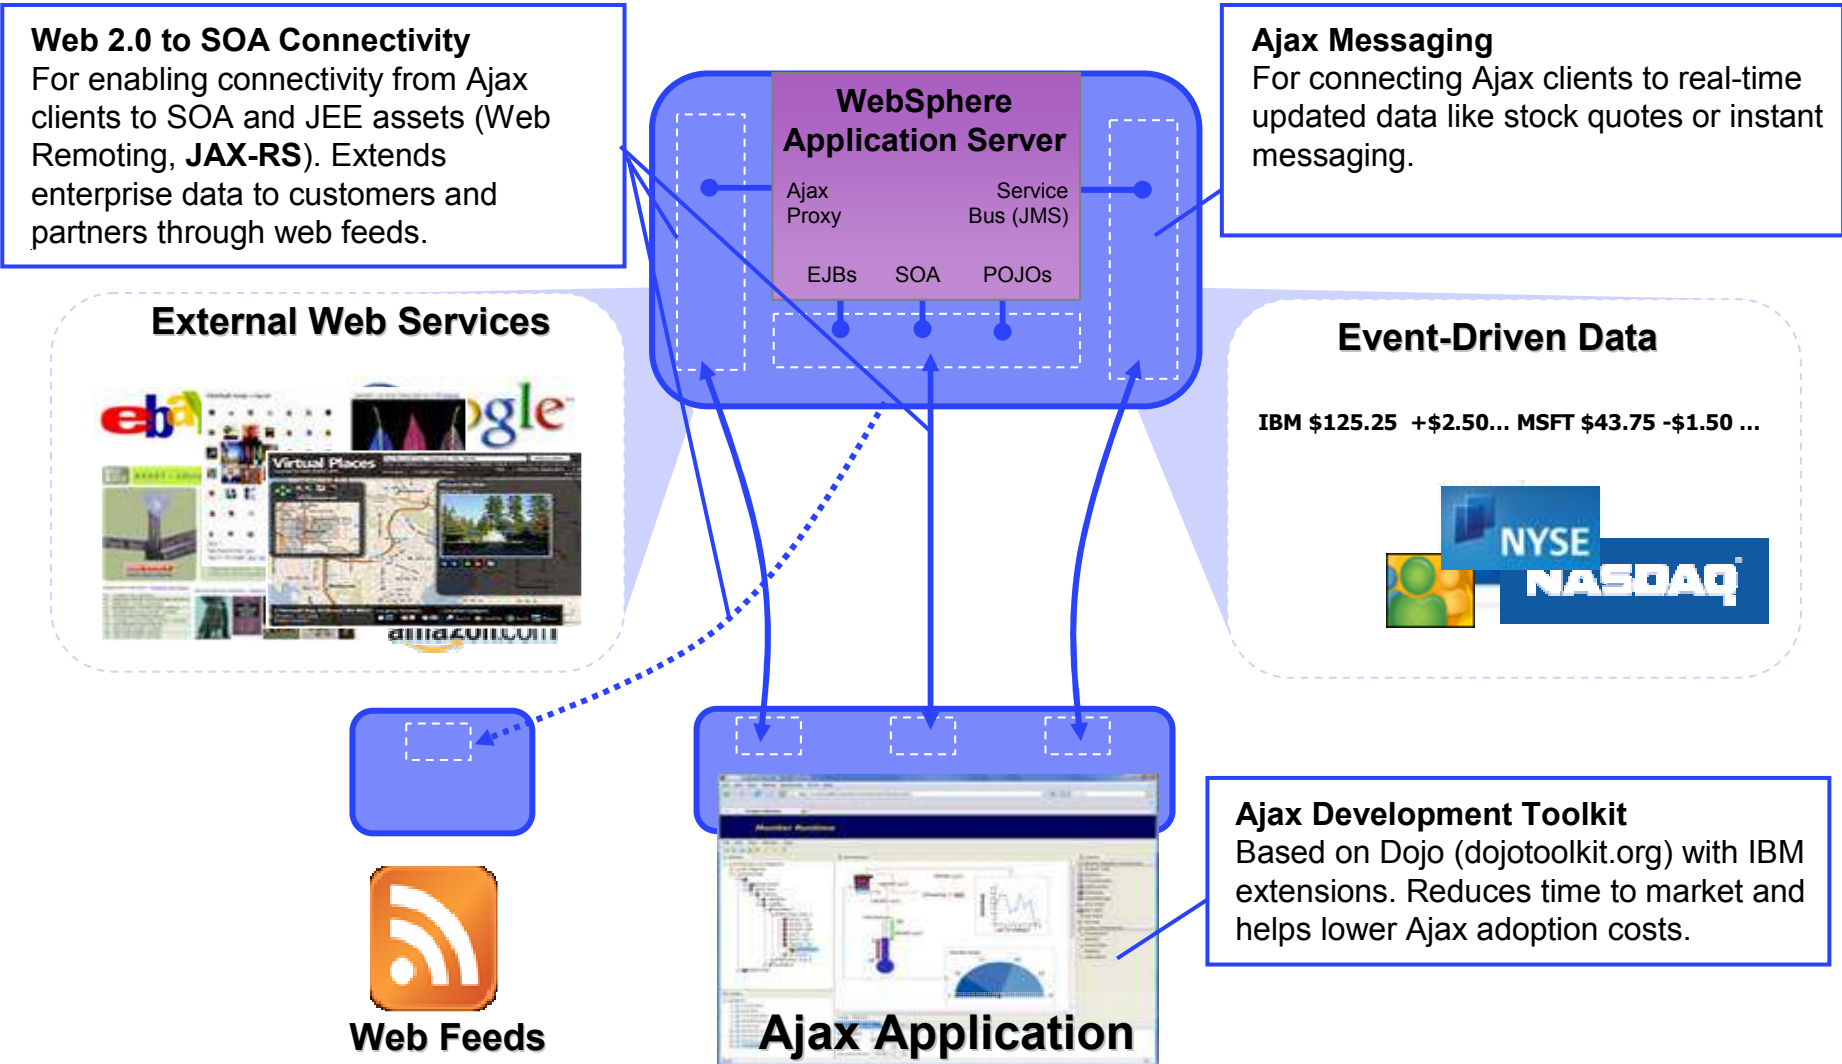 Web 2.0 to SOA Connectivity
For enabling connectivity from Ajax
clients to SOA and JEE assets (Web
Remoting, JAX-RS). Extends
enterprise data to customers and
partners through web feeds.
WebSphere
Application Server
Ajax
Proxy
Service
Bus (JMS)
EJBs SOA POJOs
Ajax Messaging
For connecting Ajax clients to real-time
updated data like stock quotes or instant
messaging.
External Web Services
Virtual Places
amazon.com
Event-Driven Data
IBM $125.25 +$2.50... MSFT $43.75 -$1.50 ...
NYSE
NASDAQ
Monitor Runtime
Ajax Development Toolkit
Based on Dojo (dojotoolkit.org) with IBM
extensions. Reduces time to market and
helps lower Ajax adoption costs.
Web Feeds
Ajax Application